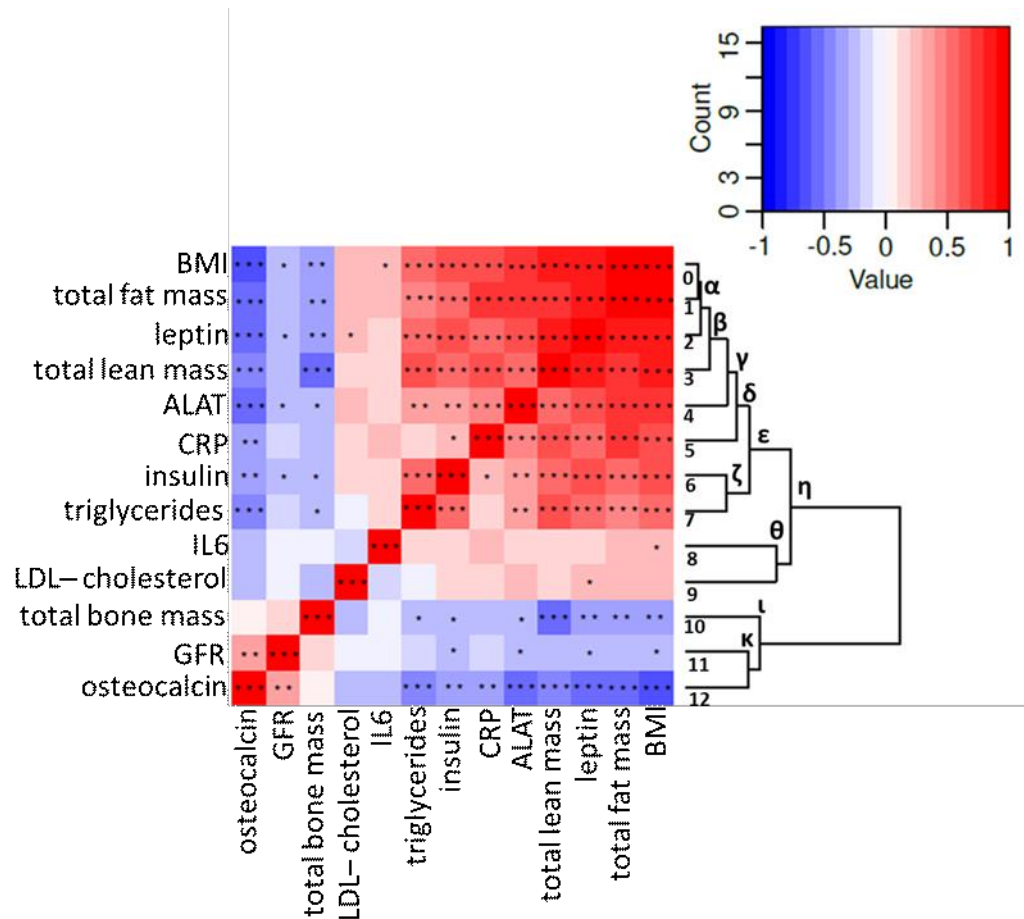 Count
0 3 9 15
-1 -0.5 0 0.5 1
Value
BMI
total fat mass
leptin
total lean mass
ALAT
CRP
insulin
triglycerides
IL6
LDL–cholesterol
total bone mass
GFR
osteocalcin
0
1
2
3
4
5
6
7
8
9
10
11
12
α
β
γ
δ
ε
ζ
η
θ
ι
κ
osteocalcin
GFR
total bone mass
LDL–cholesterol
IL6
triglycerides
insulin
CRP
ALAT
total lean mass
leptin
total fat mass
BMI